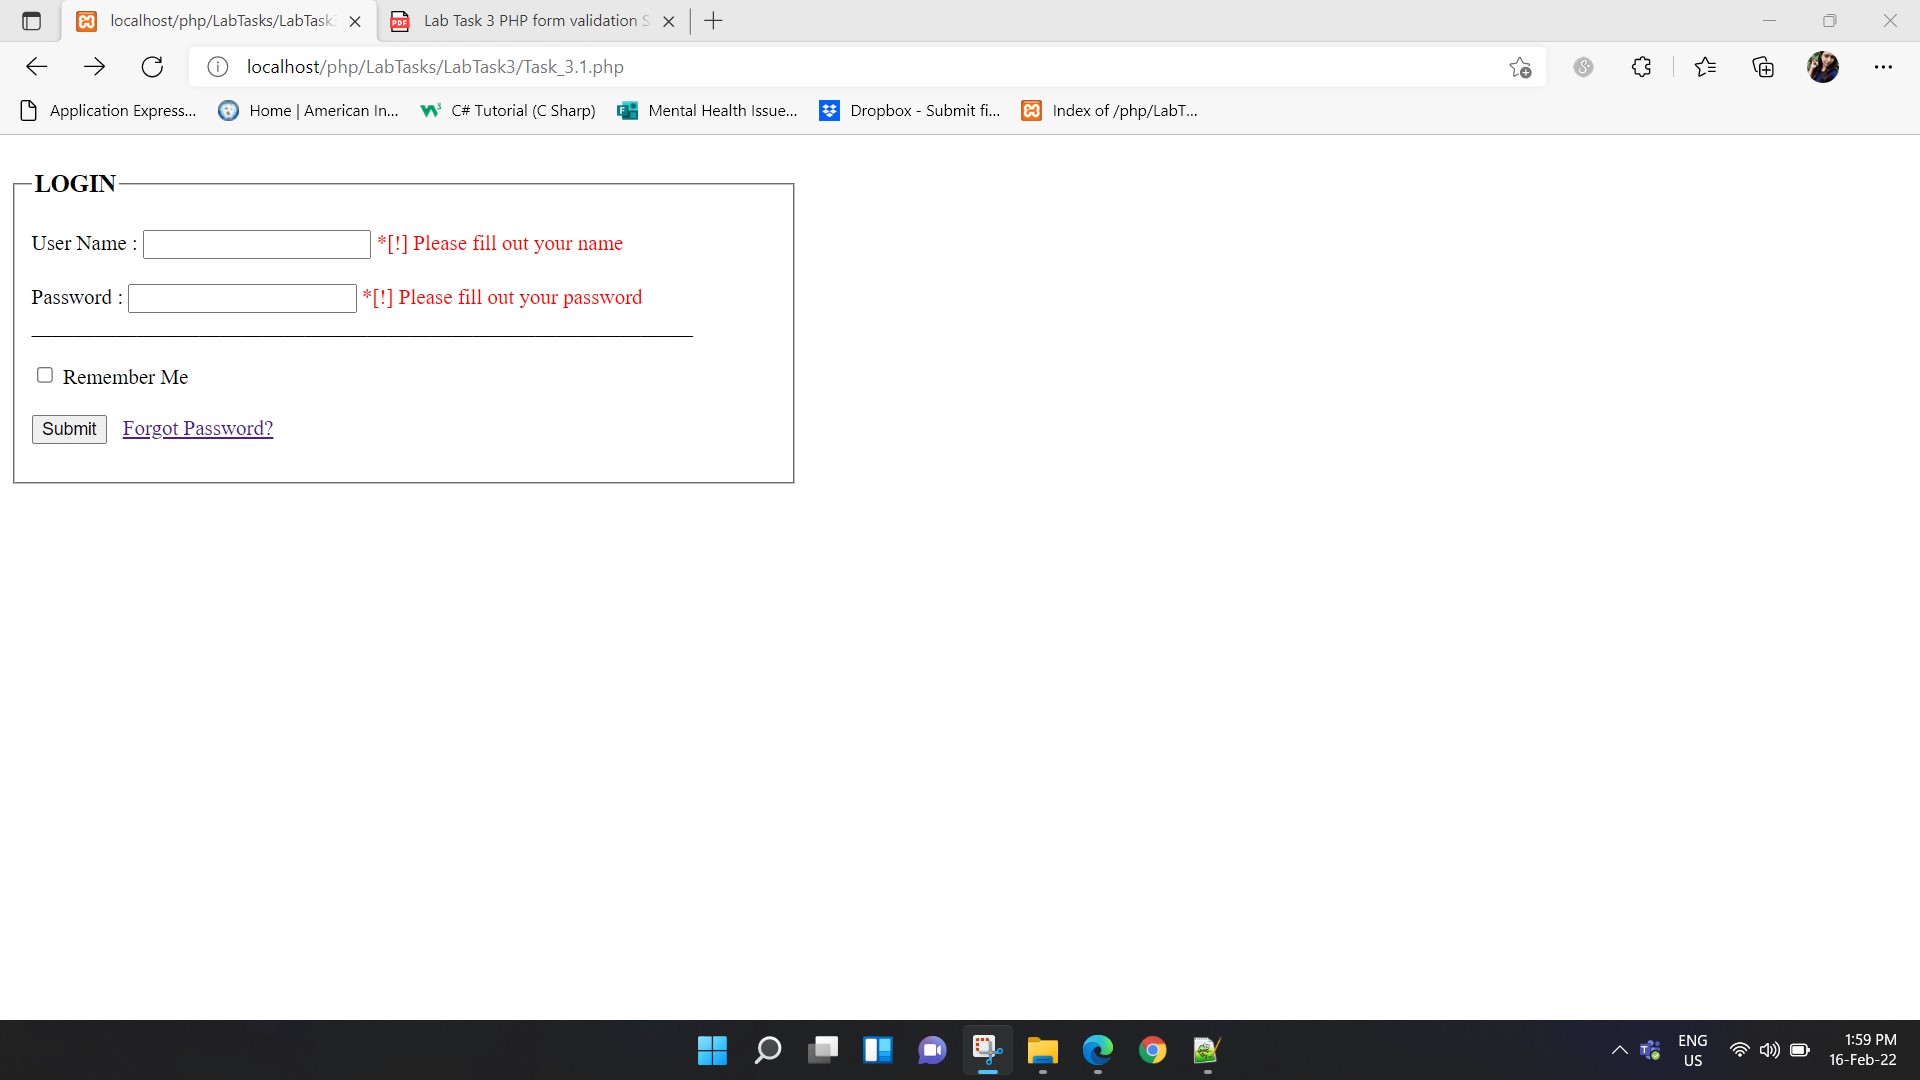 localhost/php/LabTasks/LabTask3
Lab Task 3 PHP form validation S
localhost/php/LabTasks/LabTask3/Task_3.1.php
Application Express...
Home | American In...
C# Tutorial (C Sharp)
Mental Health Issue...
Dropbox - Submit fi...
Index of /php/LabT...
LOGIN
User Name : *[!] Please fill out your name
Password : *[!] Please fill out your password
Remember Me
Submit Forgot Password?
ENG
US
1:59 PM
16-Feb-22